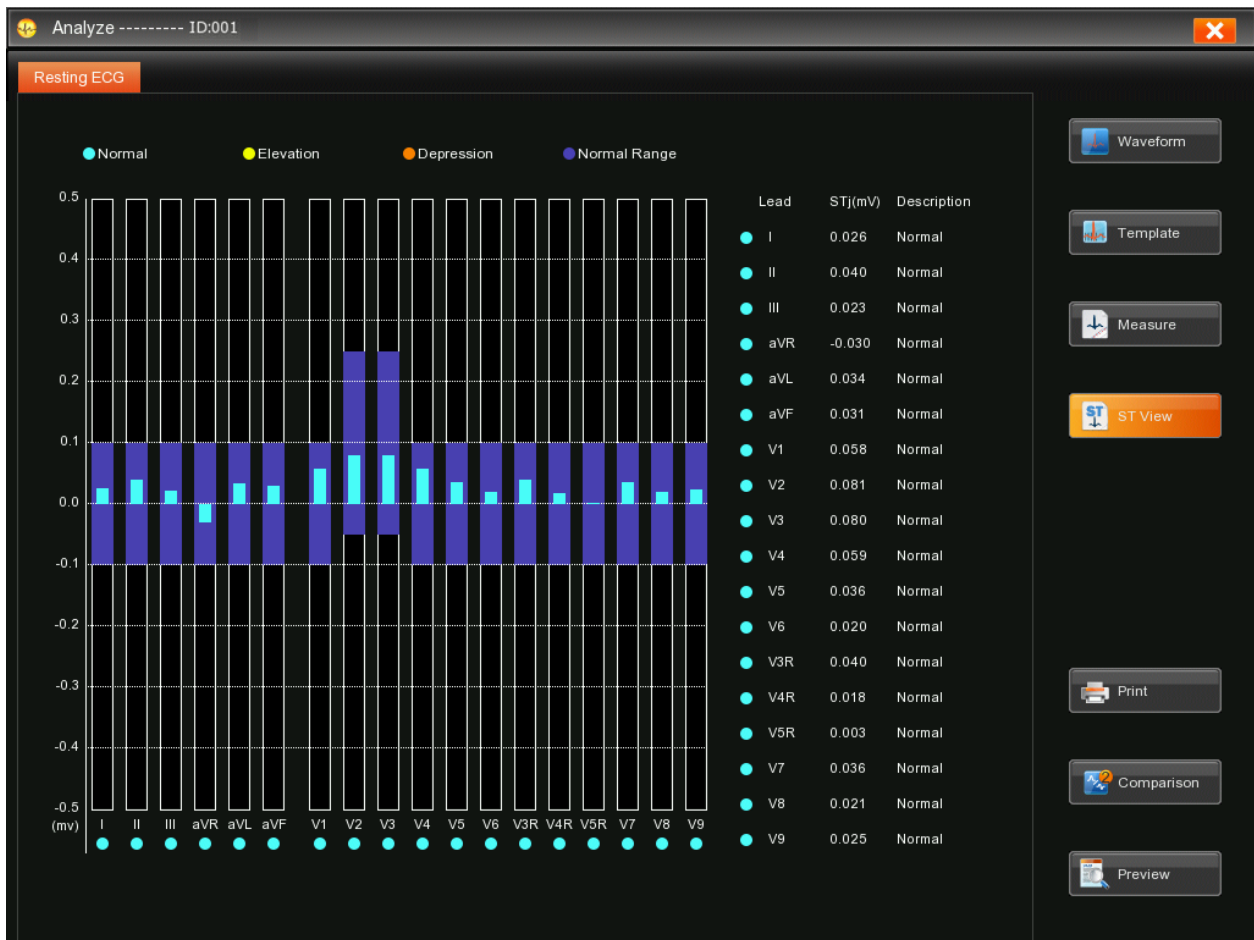 Analyze --------- ID:001
Resting ECG
Normal Elevation Depression Normal Range
0.5
0.4
0.3
0.2
0.1
0.0
-0.1
-0.2
-0.3
-0.4
-0.5
(mv) I II III aVR aVL aVF V1 V2 V3 V4 V5 V6 V3R V4R V5R V7 V8 V9
Lead STj(mV) Description
I 0.026 Normal
II 0.040 Normal
III 0.023 Normal
aVR -0.030 Normal
aVL 0.034 Normal
aVF 0.031 Normal
V1 0.058 Normal
V2 0.081 Normal
V3 0.080 Normal
V4 0.059 Normal
V5 0.036 Normal
V6 0.020 Normal
V3R 0.040 Normal
V4R 0.018 Normal
V5R 0.003 Normal
V7 0.036 Normal
V8 0.021 Normal
V9 0.025 Normal
Waveform
Template
Measure
ST
ST View
Print
Comparison
Preview